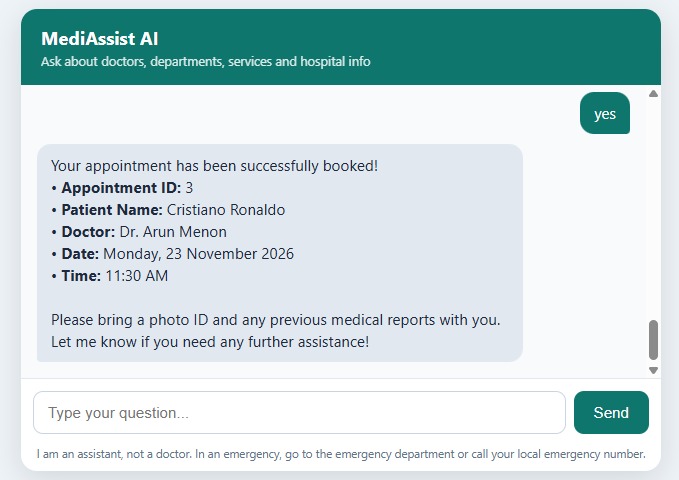 MediAssist AI
Ask about doctors, departments, services and hospital info
yes
Your appointment has been successfully booked!
• Appointment ID: 3
• Patient Name: Cristiano Ronaldo
• Doctor: Dr. Arun Menon
• Date: Monday, 23 November 2026
• Time: 11:30 AM
Please bring a photo ID and any previous medical reports with you.
Let me know if you need any further assistance!
Type your question...
Send
I am an assistant, not a doctor. In an emergency, go to the emergency department or call your local emergency number.